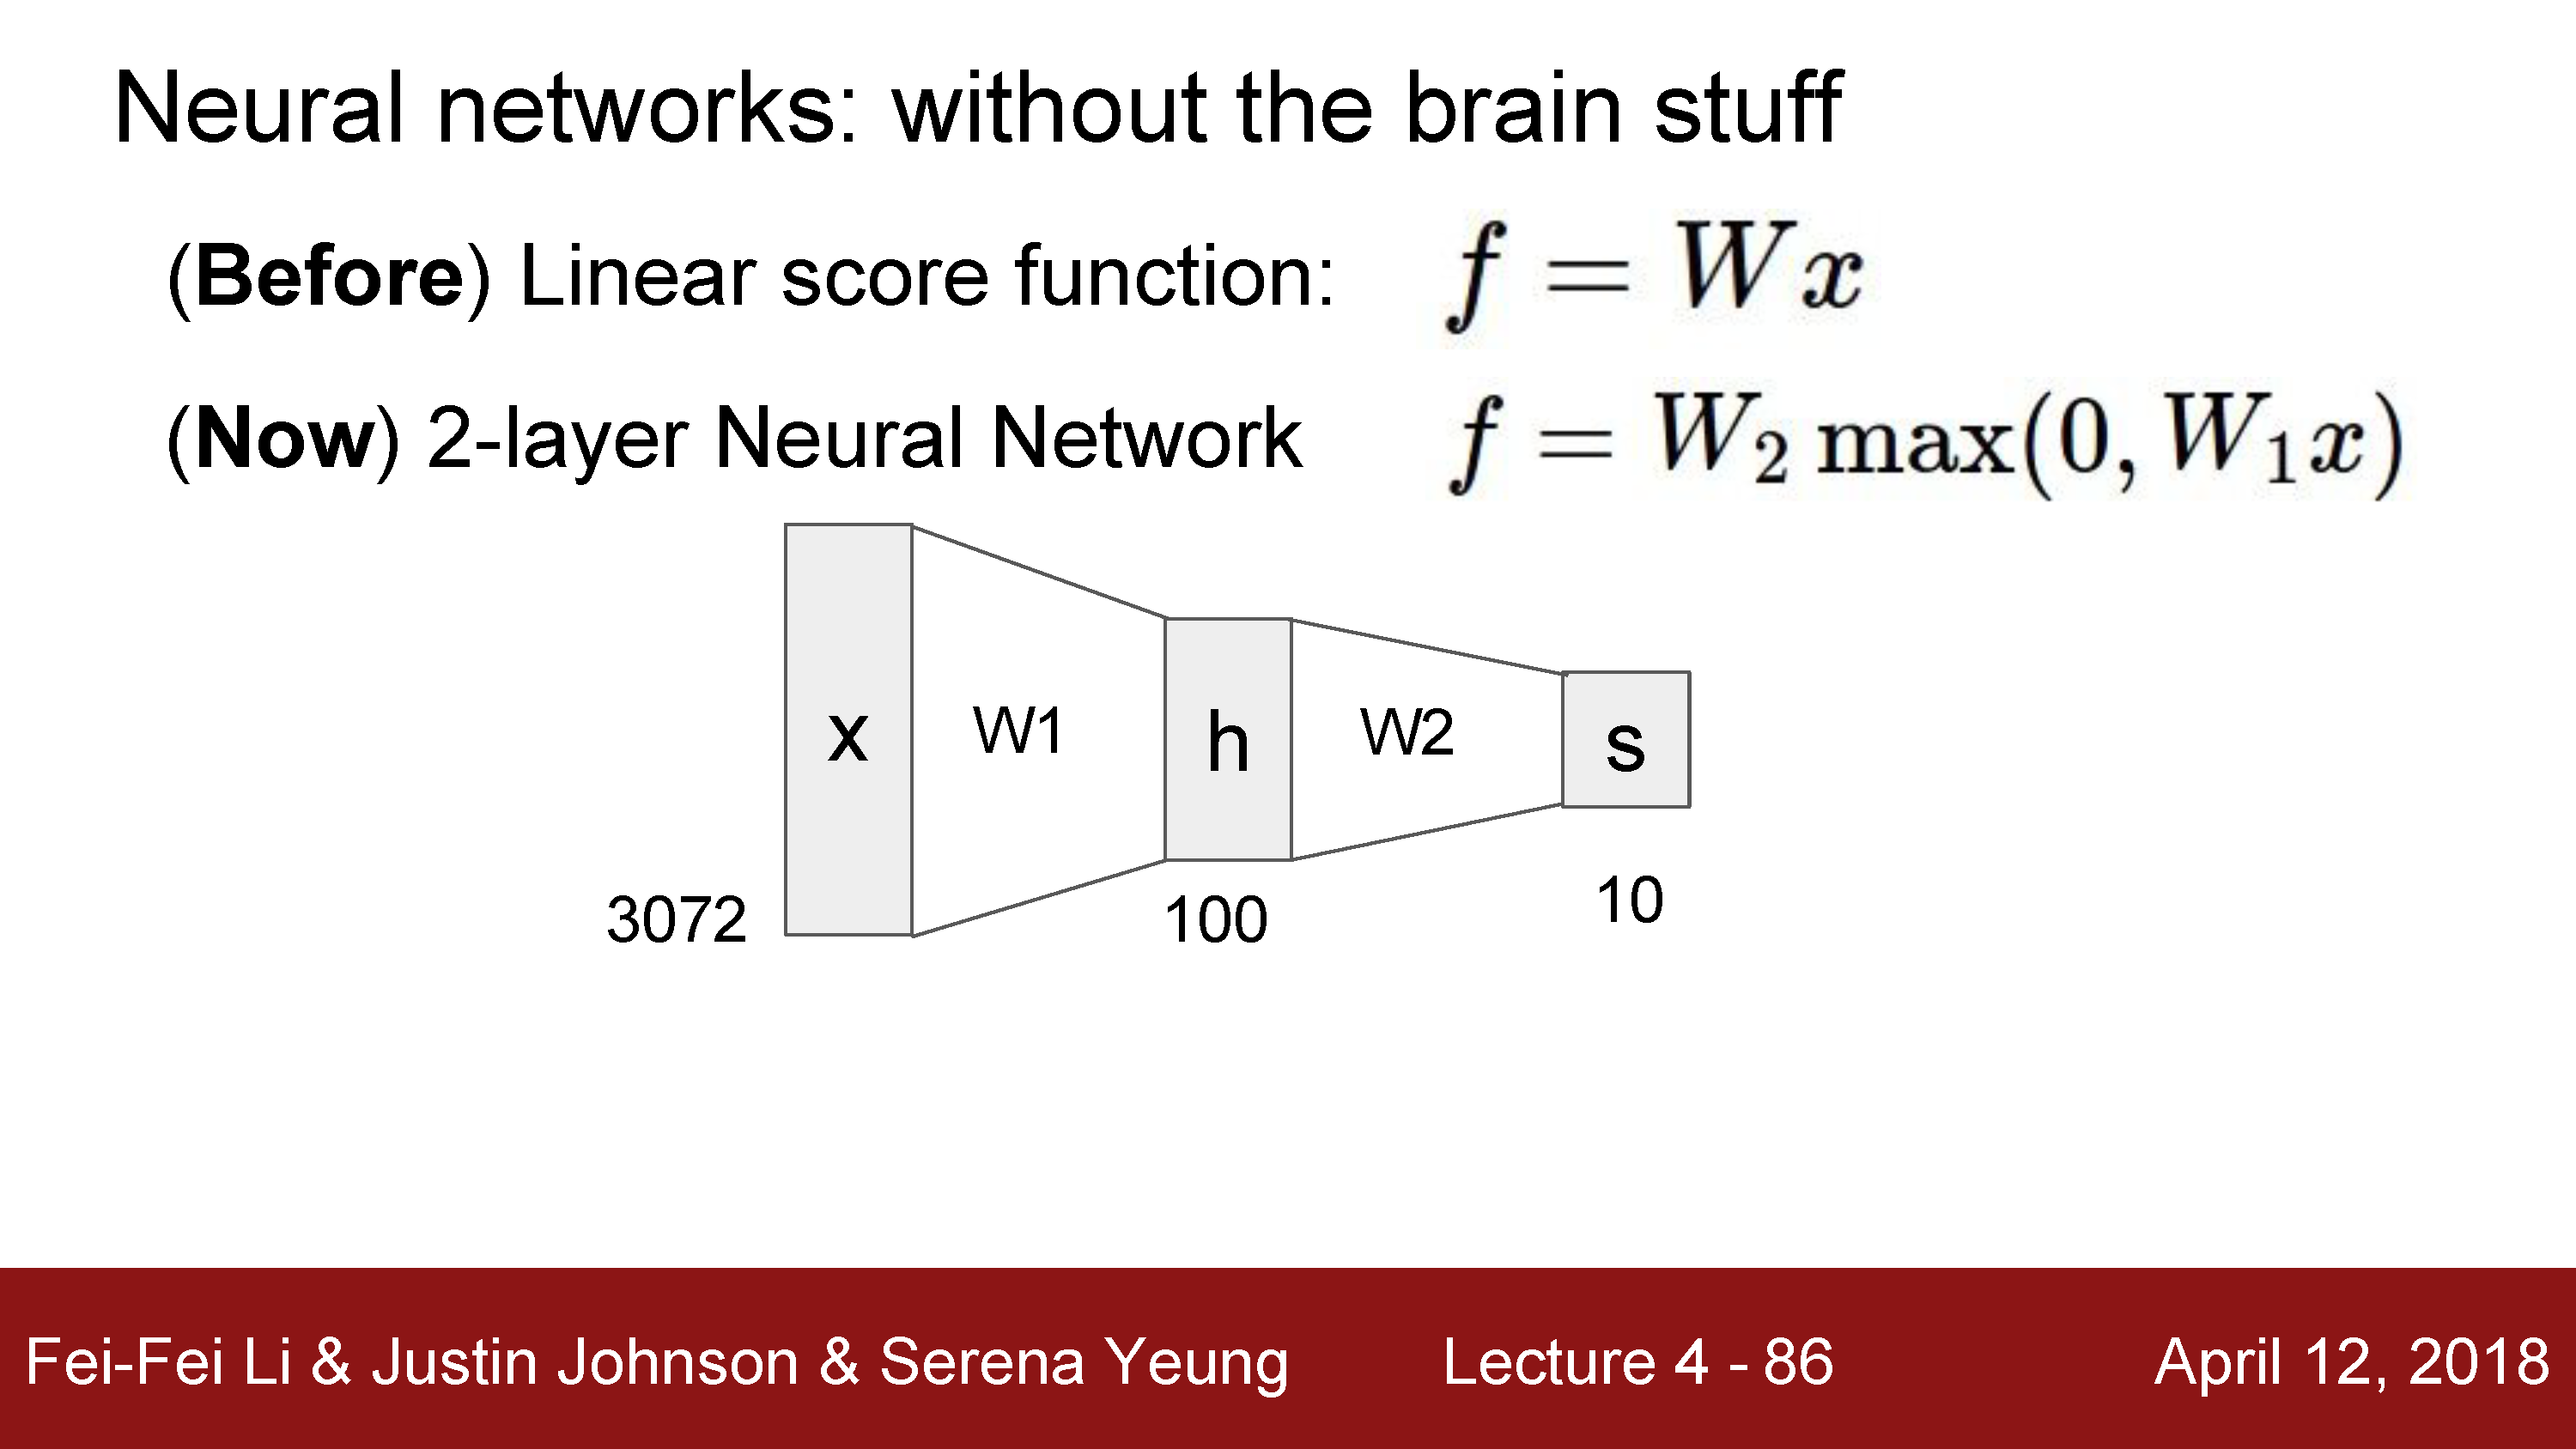 Neural networks: without the brain stuff
(Before) Linear score function: f = Wx
(Now) 2-layer Neural Network f = W₂ max(0, W₁x)
x W1 h W2 s
3072 100 10
Fei-Fei Li & Justin Johnson & Serena Yeung Lecture 4 - 86 April 12, 2018